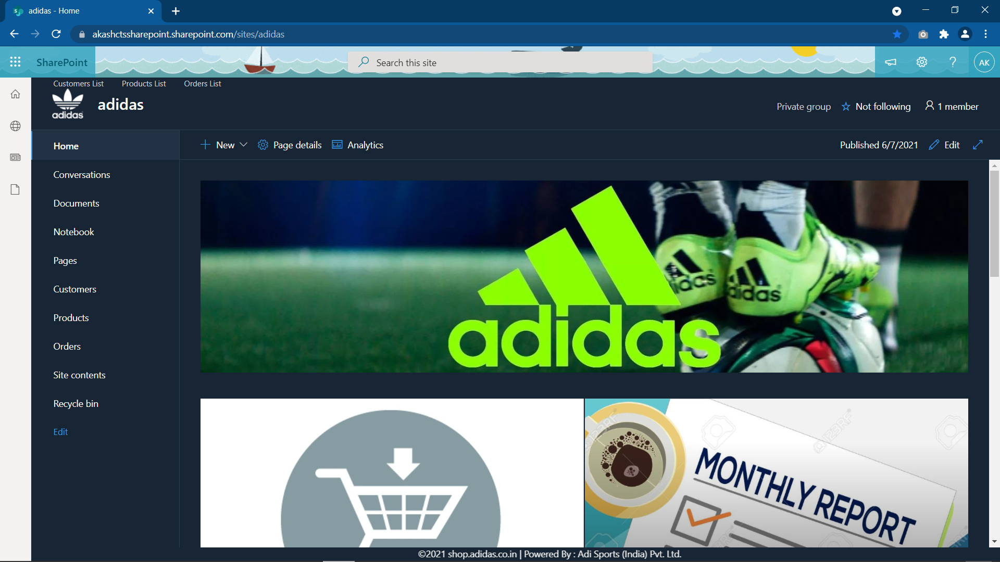 adidas - Home
akashctssharepoint.sharepoint.com/sites/adidas
SharePoint
Search this site
AK
Customers List Products List Orders List
adidas
adidas
Private group Not following 1 member
Home
New Page details Analytics
Published 6/7/2021 Edit
Conversations
Documents
Notebook
Pages
Customers
Products
Orders
Site contents
Recycle bin
Edit
adidas
adidas
adidas
MONTHLY REPORT
123RF
123RF
©2021 shop.adidas.co.in | Powered By : Adi Sports (India) Pvt. Ltd.